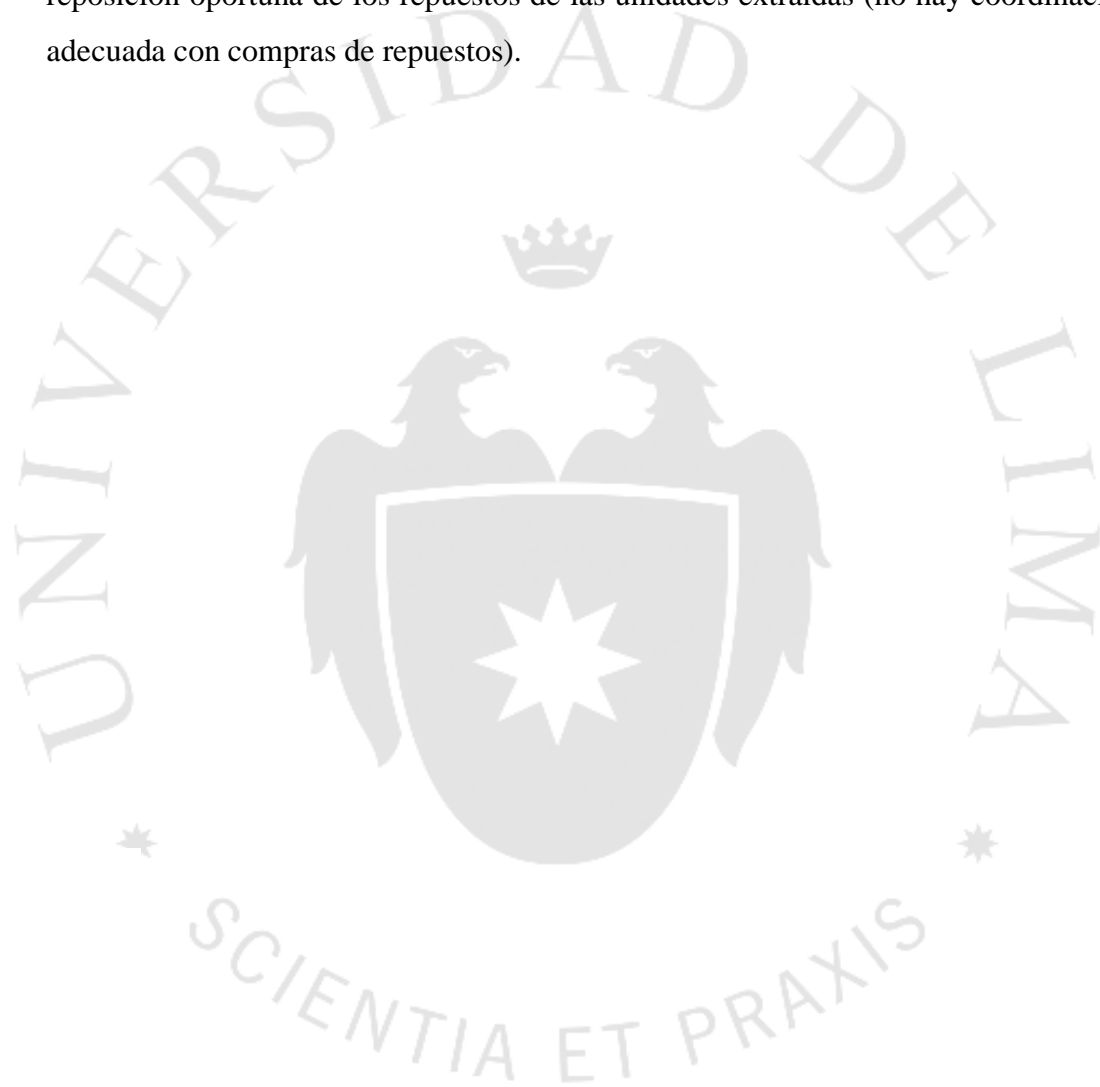 reposición oportuna de los repuestos de las unidades extraídas (no hay
adecuada con compras de repuestos).
UNIVERSIDAD DE LIMA
SCIENTIA ET PRAXIS